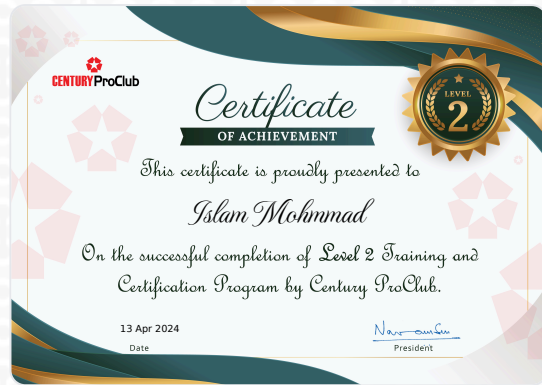 CENTURY ProClub
LEVEL
2
Certificate
OF ACHIEVEMENT
This certificate is proudly presented to
Islam Mohmmad
On the successful completion of Level 2 Training and
Certification Program by Century ProClub.
13 Apr 2024
Date
President